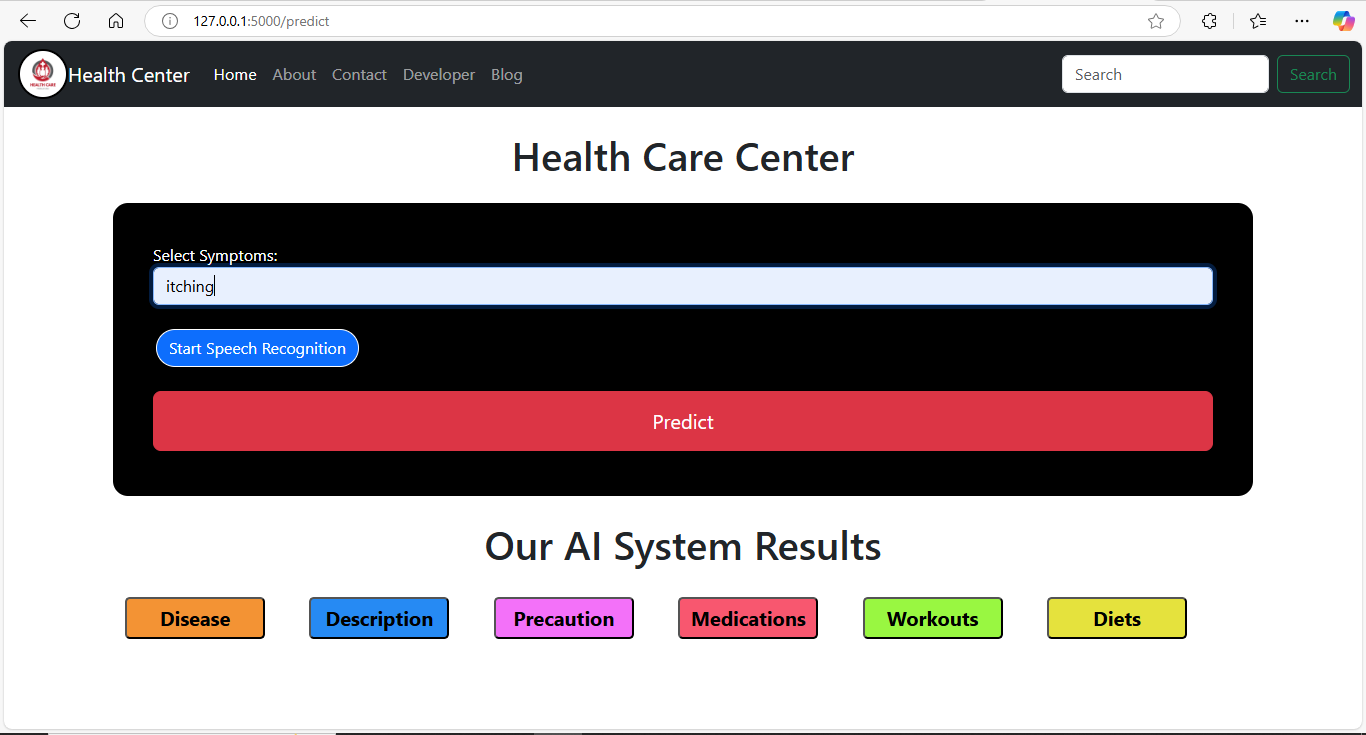 127.0.0.1:5000/predict
HEALTH CARE
Health Center Home About Contact Developer Blog Search Search
Health Care Center
Select Symptoms:
itching
Start Speech Recognition
Predict
Our AI System Results
Disease Description Precaution Medications Workouts Diets